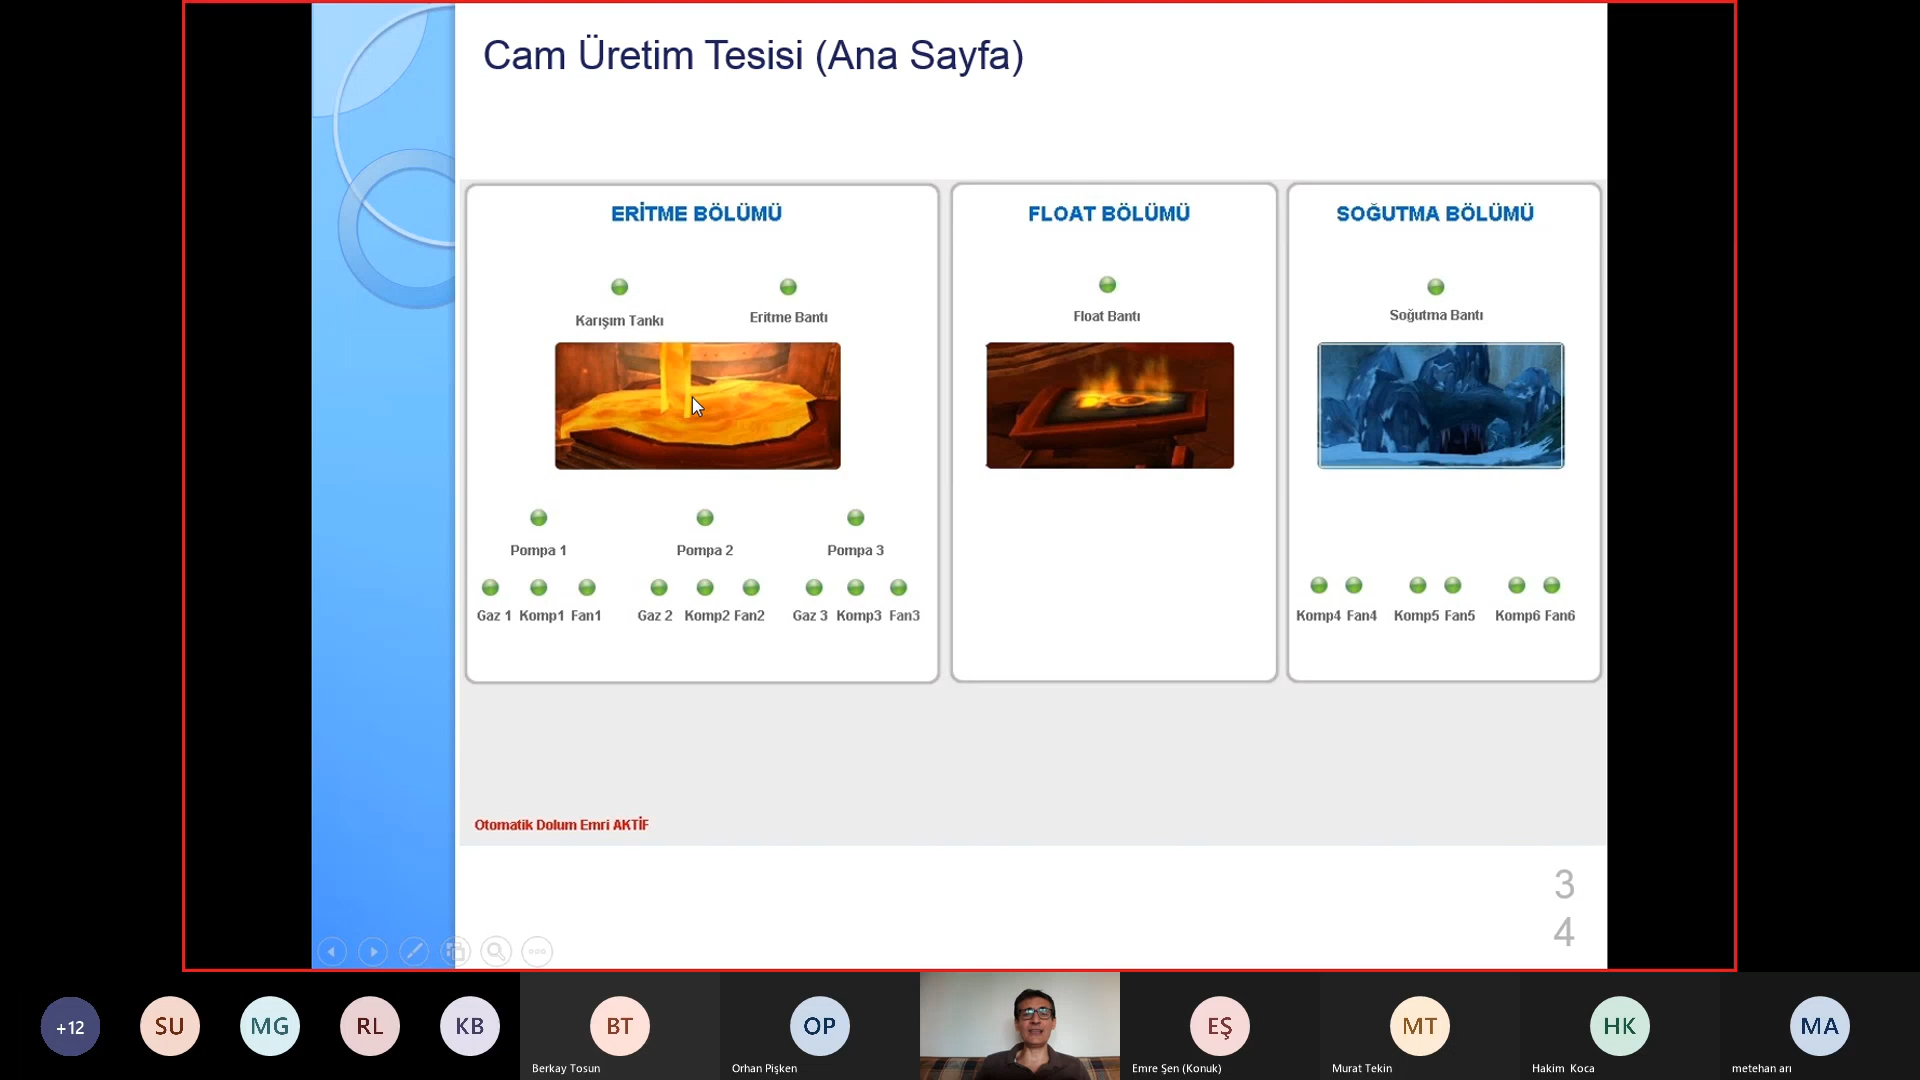 Cam Üretim Tesisi (Ana Sayfa)
ERİTME BÖLÜMÜ
FLOAT BÖLÜMÜ
SOĞUTMA BÖLÜMÜ
Karışım Tankı
Eritme Bantı
Float Bantı
Soğutma Bantı
Pompa 1
Pompa 2
Pompa 3
Gaz 1 Komp1 Fan1
Gaz 2 Komp2 Fan2
Gaz 3 Komp3 Fan3
Komp4 Fan4
Komp5 Fan5
Komp6 Fan6
Otomatik Dolum Emri AKTİF
3
4
+12
SU
MG
RL
KB
BT
OP
EŞ
MT
HK
MA
Berkay Tosun
Orhan Pişken
Emre Şen (Konuk)
Murat Tekin
Hakim Koca
metehan arı